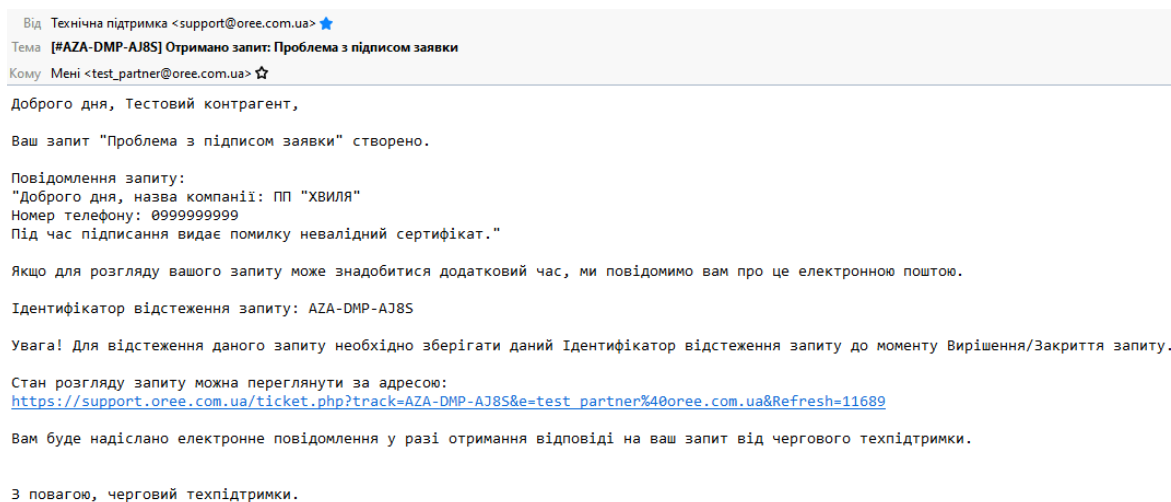 Від Технічна підтримка <support@oree.com.ua>
Тема [#AZA-DMP-AJ8S] Отримано запит: Проблема з підписом заявки
Кому Мені <test_partner@oree.com.ua>
Доброго дня, Тестовий контрагент,
Ваш запит "Проблема з підписом заявки" створено.
Повідомлення запиту:
"Доброго дня, назва компанії: ПП "ХВИЛЯ"
Номер телефону: 0999999999
Під час підписання видає помилку невалідний сертифікат."
Якщо для розгляду вашого запиту може знадобитися додатковий час, ми повідомимо вам про це електронною поштою.
Ідентифікатор відстеження запиту: AZA-DMP-AJ8S
Увага! Для відстеження даного запиту необхідно зберігати даний Ідентифікатор відстеження запиту до моменту Вирішення/Закриття запиту.
Стан розгляду запиту можна переглянути за адресою:
https://support.oree.com.ua/ticket.php?track=AZA-DMP-AJ8S&e=test_partner%40oree.com.ua&Refresh=11689
Вам буде надіслано електронне повідомлення у разі отримання відповіді на ваш запит від чергового техпідтримки.
З повагою, черговий техпідтримки.